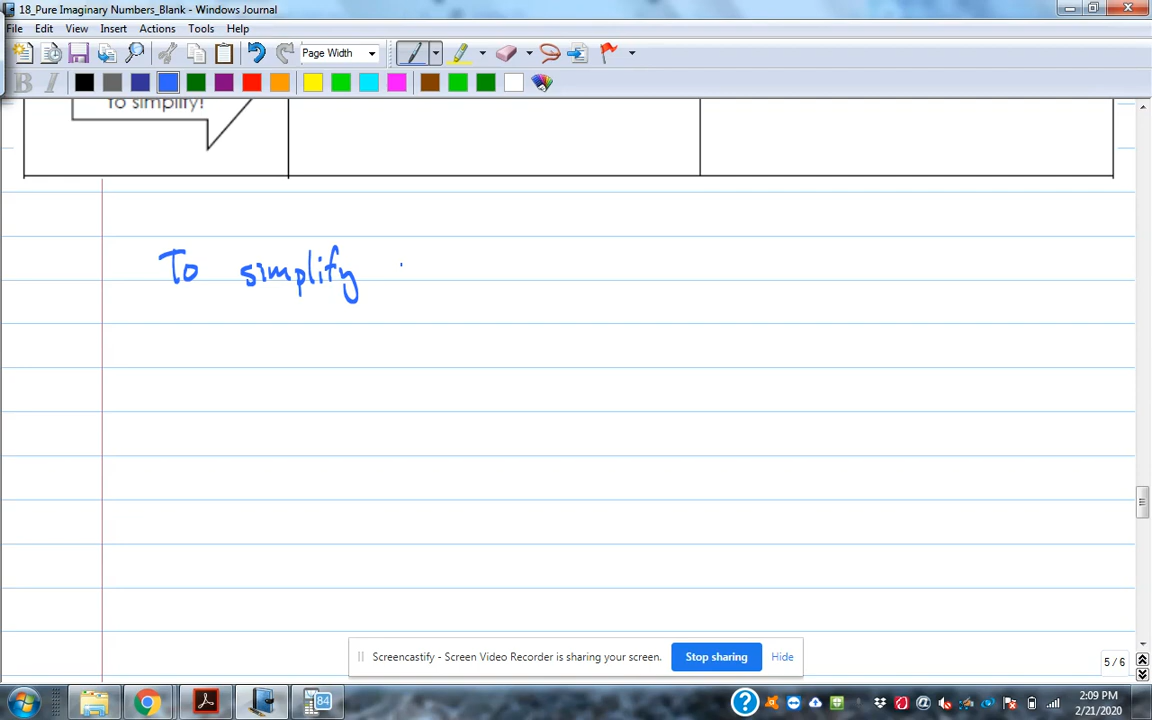 18_Pure Imaginary Numbers_Blank - Windows Journal
File Edit View Insert Actions Tools Help
Page Width
B I
to simplify!
To simplify
Screencastify - Screen Video Recorder is sharing your screen. Stop sharing Hide
5 / 6
84
2:09 PM
2/21/2020